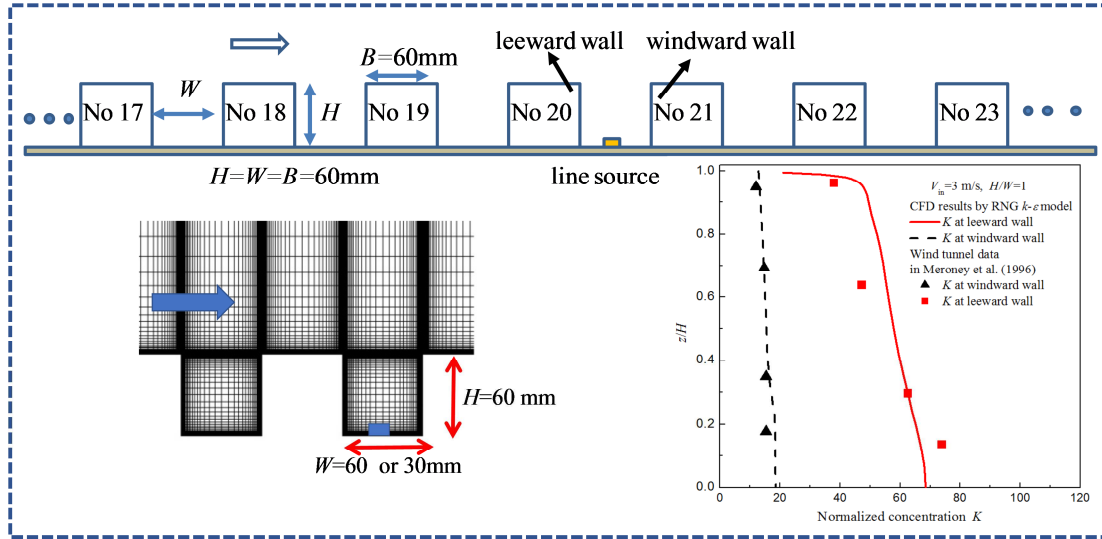 leeward wall
windward wall
B=60mm
W
H
No 17
No 18
No 19
No 20
No 21
No 22
No 23
H=W=B=60mm
line source
H=60 mm
W=60 or 30mm
V_in=3 m/s, H/W=1
CFD results by RNG k-ε model
K at leeward wall
K at windward wall
Wind tunnel data
in Meroney et al. (1996)
K at windward wall
K at leeward wall
z/H
1.0
0.8
0.6
0.4
0.2
0.0
0 20 40 60 80 100 120
Normalized concentration K